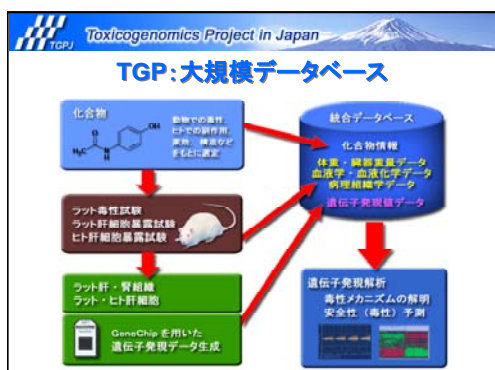 TGPJ
Toxicogenomics Project in Japan
TGP:大規模データベース
化合物
動物での毒性、
ヒトでの副作用、
薬効、構造など
をもとに選定
OH
O
H₃C
N
H
ラット毒性試験
ラット肝細胞暴露試験
ヒト肝細胞暴露試験
ラット肝・腎組織
ラット・ヒト肝細胞
GeneChip を用いた
遺伝子発現データ生成
統合データベース
化合物情報
体重・臓器重量データ
血液学・血液化学データ
病理組織学データ
遺伝子発現値データ
遺伝子発現解析
毒性メカニズムの解明
安全性（毒性）予測